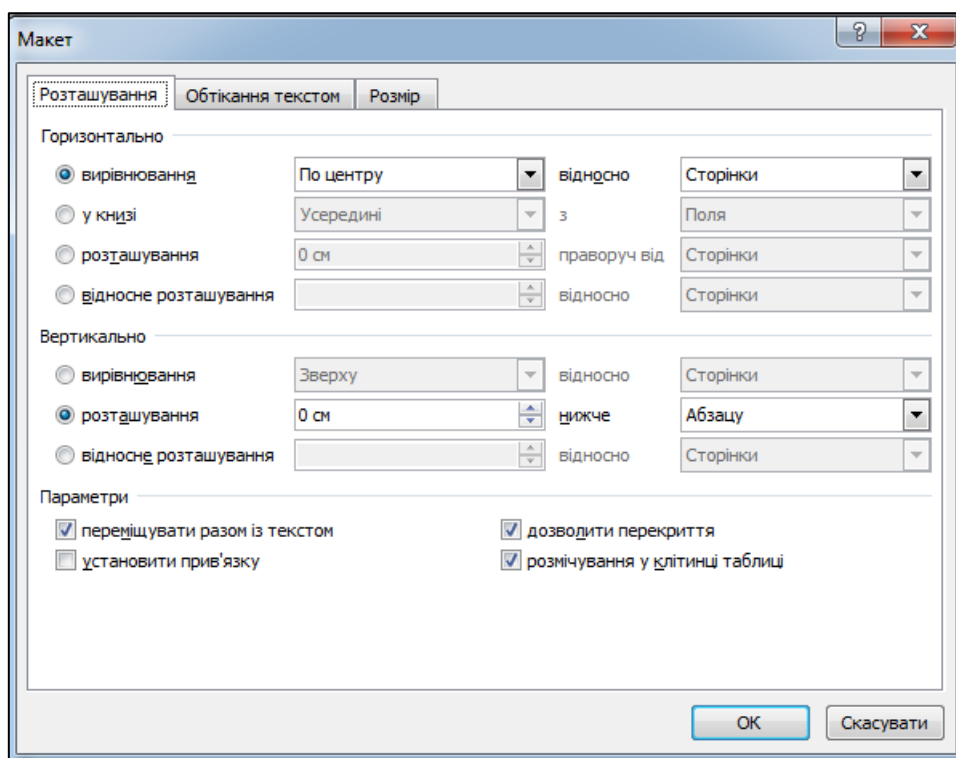 Макет
Розташування Обтікання текстом Розмір
Горизонтально
вирівнювання По центру відносно Сторінки
у книзі Усередині з Поля
розташування 0 см праворуч від Сторінки
відносне розташування відносно Сторінки
Вертикально
вирівнювання Зверху відносно Сторінки
розташування 0 см нижче Абзацу
відносне розташування відносно Сторінки
Параметри
переміщувати разом із текстом дозволити перекриття
установити прив'язку розмічування у клітинці таблиці
ОК Скасувати